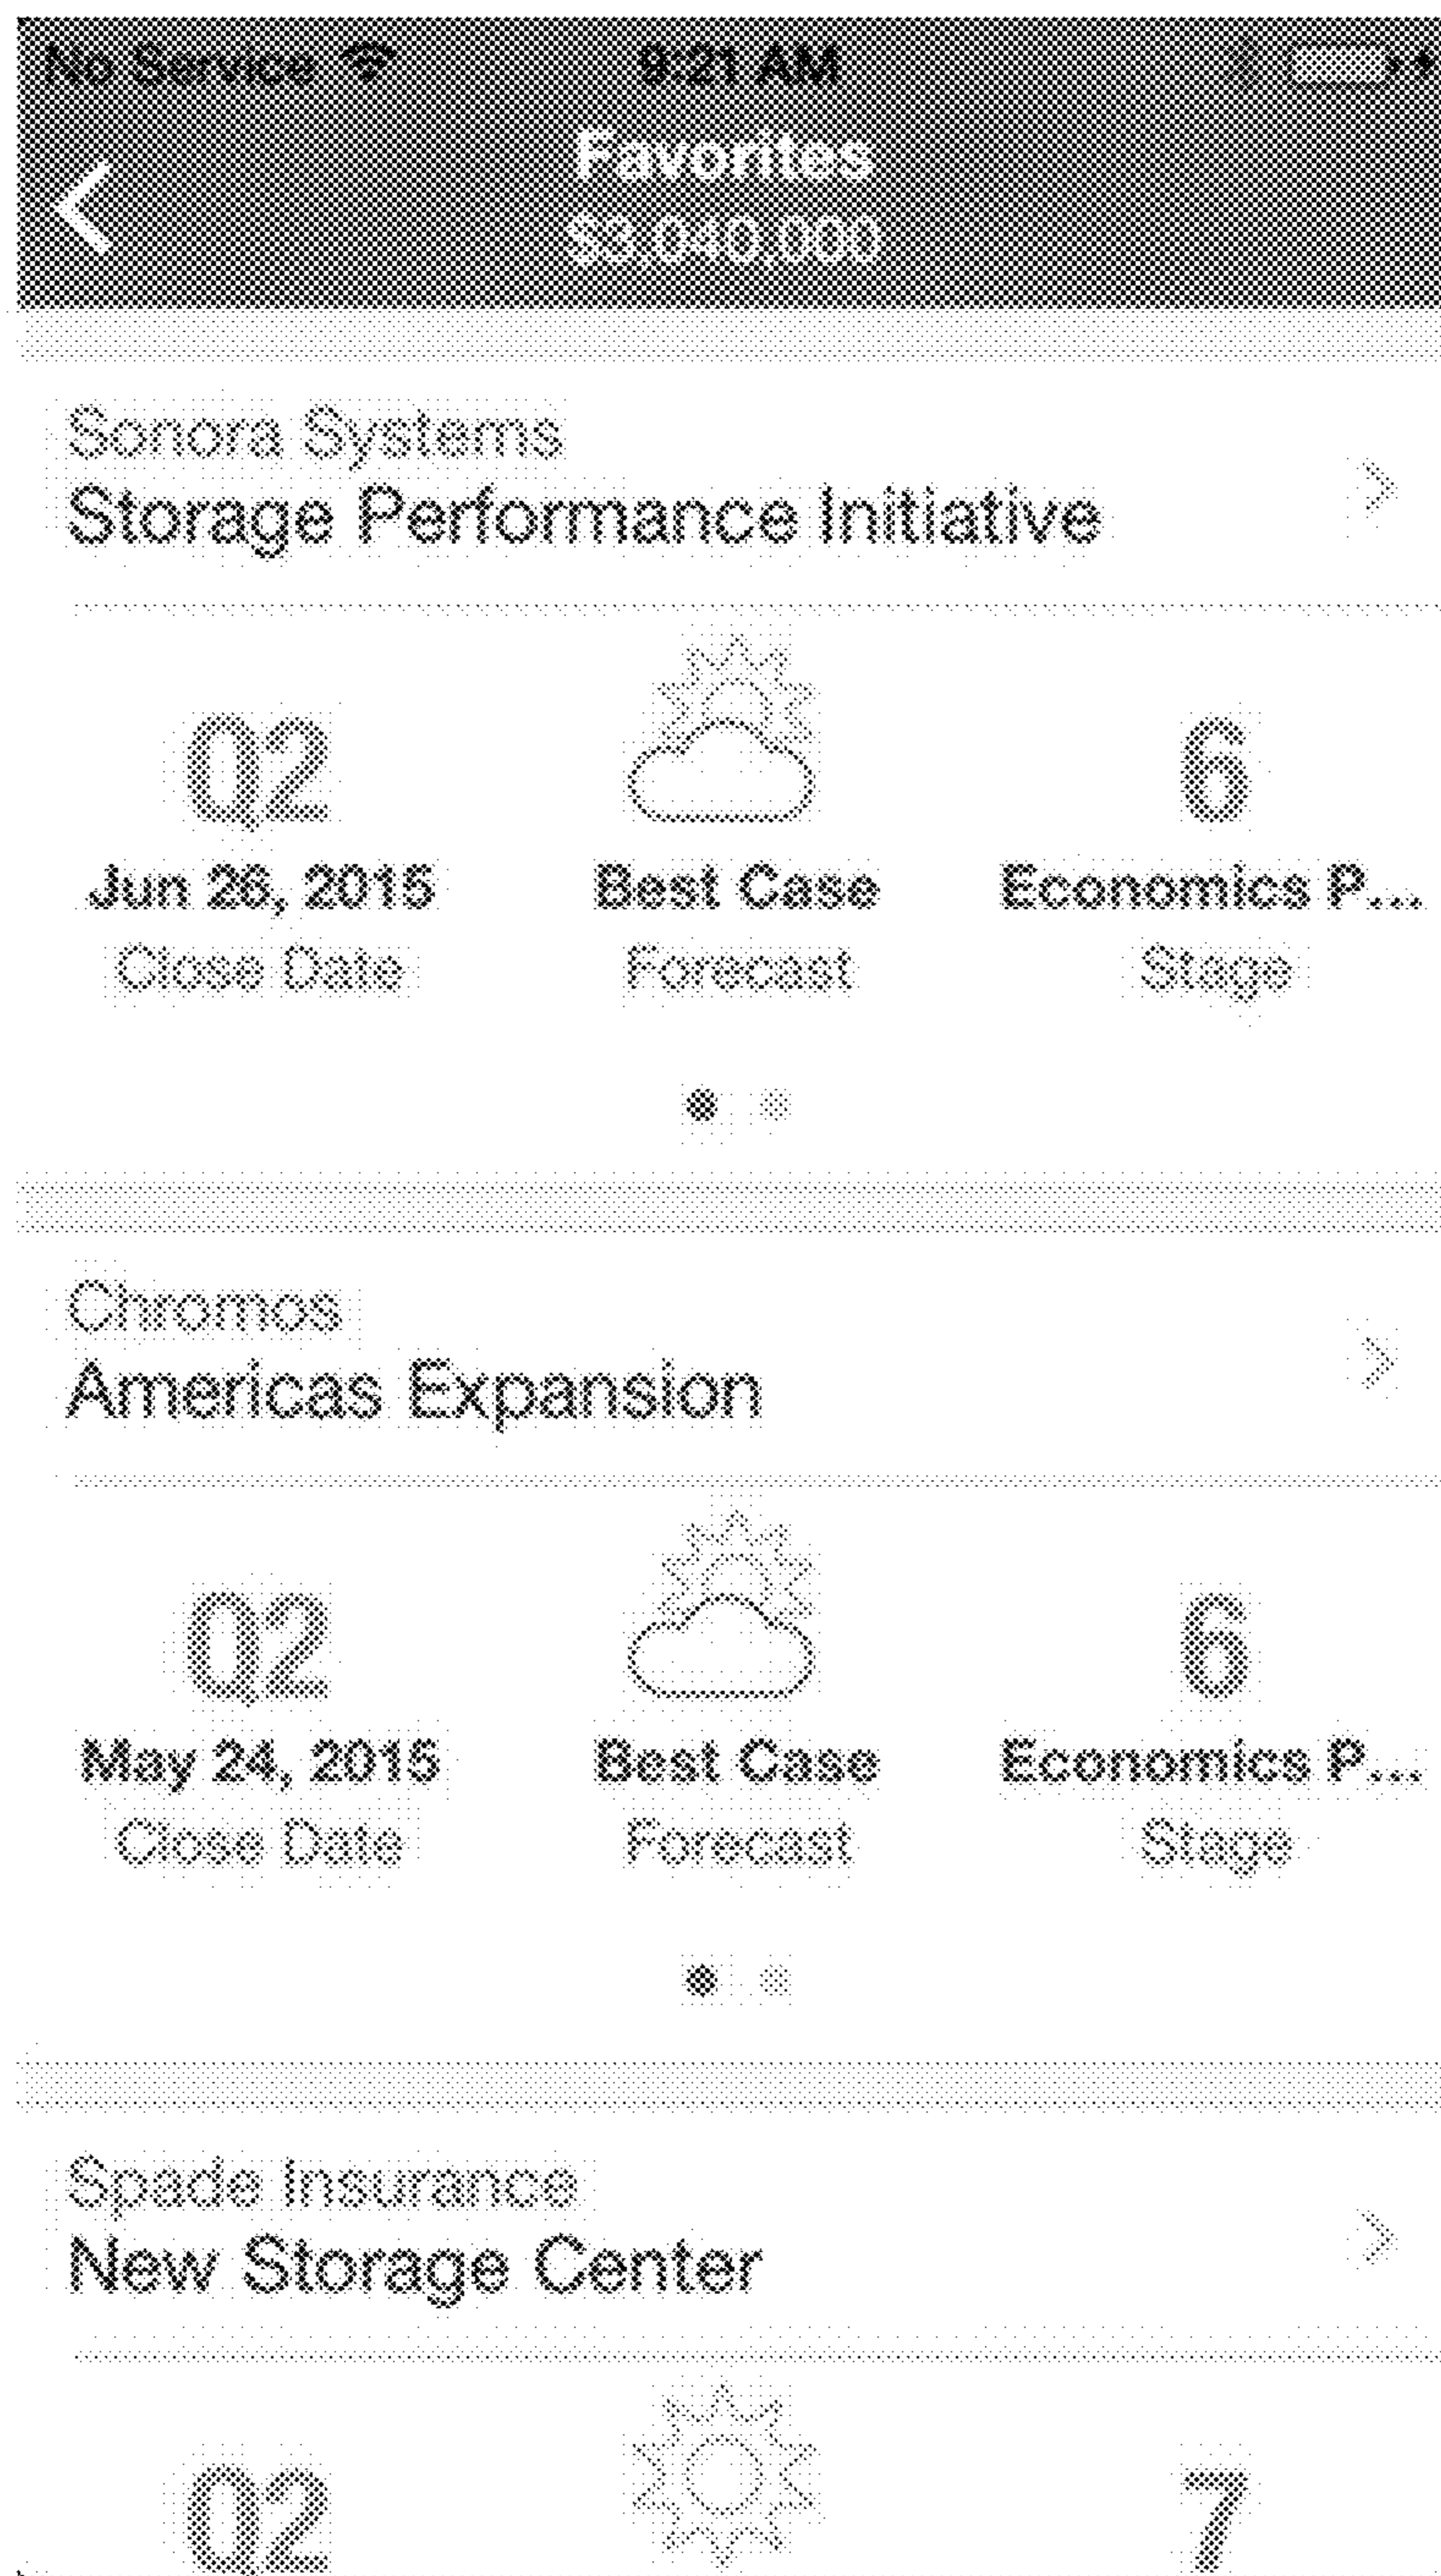 No Service 9:21 AM
Favorites
$3,040,000
Sonora Systems
Storage Performance Initiative
Q2 6
Jun 26, 2015 Best Case Economics P...
Close Date Forecast Stage
Chromos
Americas Expansion
Q2 6
May 24, 2015 Best Case Economics P...
Close Date Forecast Stage
Spade Insurance
New Storage Center
Q2 7